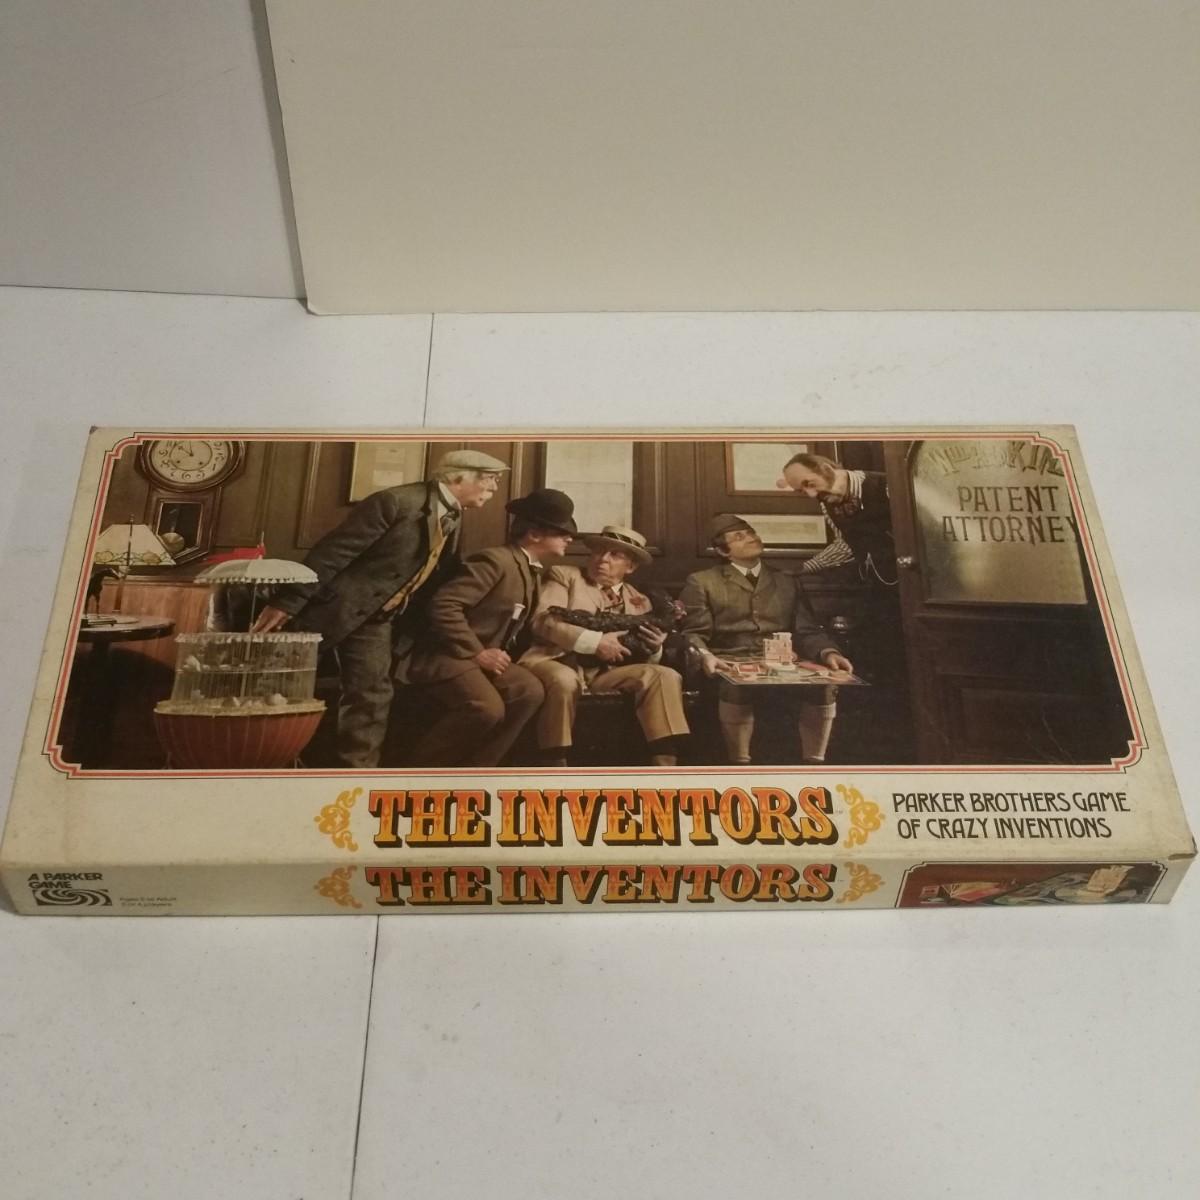 PATENT
ATTORNEY
THE INVENTORS
PARKER BROTHERS GAME
OF CRAZY INVENTIONS
A PARKER
GAME
THE INVENTORS